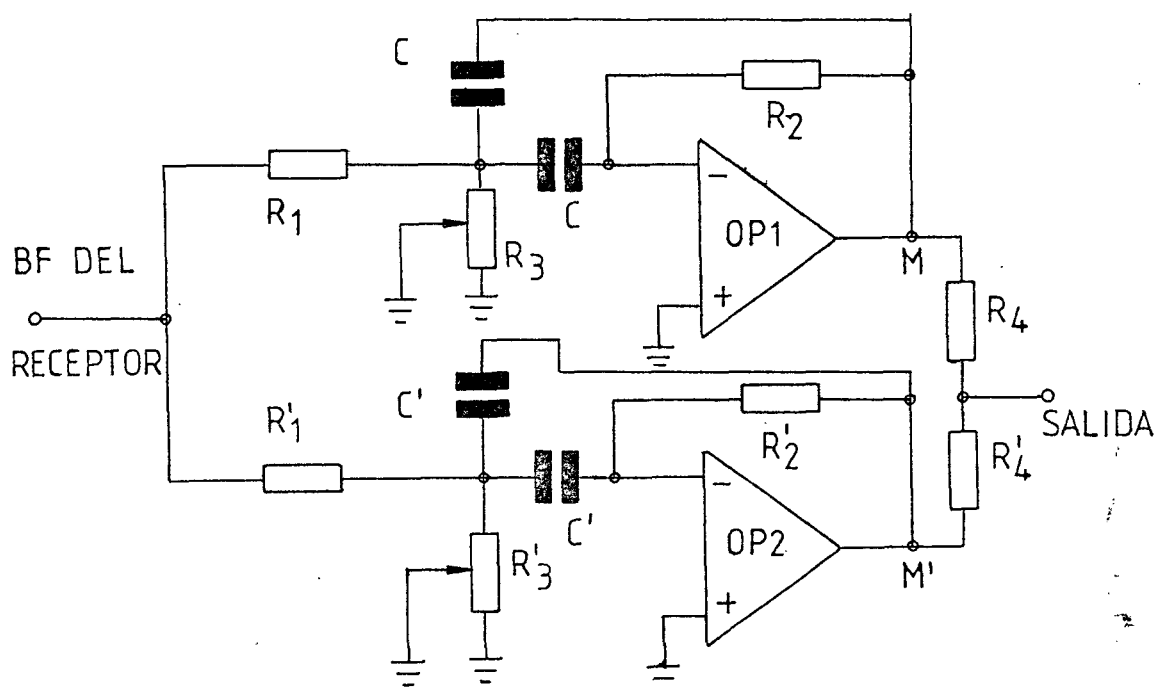 C
R2
R1
C
R3
−
OP1
+
M
BF DEL
RECEPTOR
R4
C'
R'1
R'2
SALIDA
R'4
C'
R'3
−
OP2
+
M'